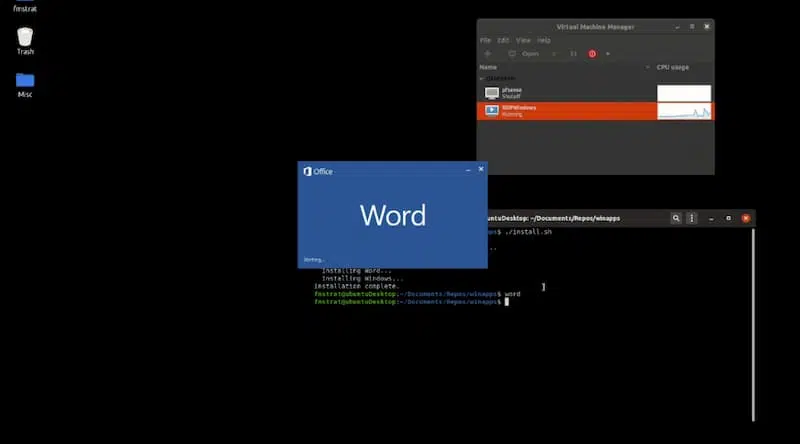 fmstrat
Trash
Misc
Virtual Machine Manager
File Edit View Help
Open
Name CPU usage
pfsense
Shutoff
RDPWindows
Running
Office
Word
Starting...
ubuntuDesktop: ~/Documents/Repos/winapps
$ ./install.sh
..
Installing Word...
Installing Windows...
Installation complete.
fmstrat@ubuntuDesktop:~/Documents/Repos/winapps$ word
fmstrat@ubuntuDesktop:~/Documents/Repos/winapps$